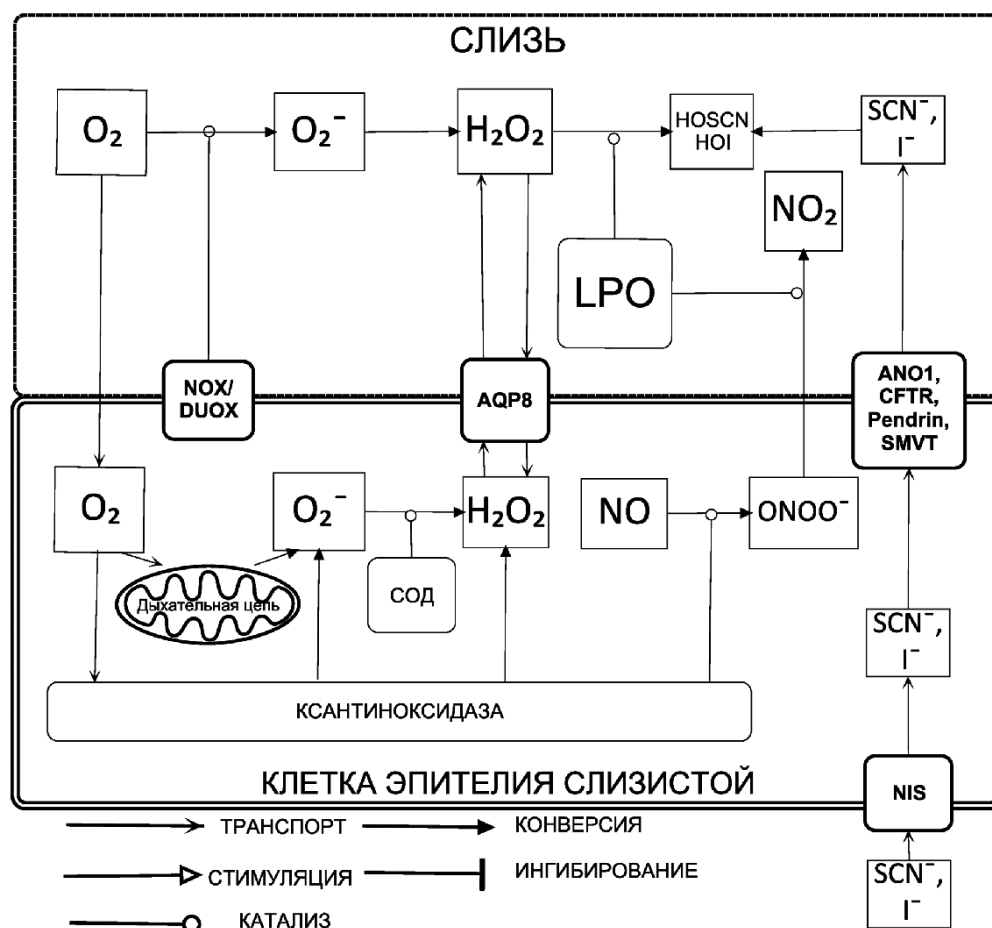 СЛИЗЬ
O₂
O₂⁻
H₂O₂
HOSCN
HOI
SCN⁻,
I⁻
NO₂
LPO
NOX/
DUOX
AQP8
ANO1,
CFTR,
Pendrin,
SMVT
O₂
O₂⁻
H₂O₂
NO
ONOO⁻
Дыхательная цепь
СОД
SCN⁻,
I⁻
КСАНТИНОКСИДАЗА
КЛЕТКА ЭПИТЕЛИЯ СЛИЗИСТОЙ
NIS
ТРАНСПОРТ
КОНВЕРСИЯ
СТИМУЛЯЦИЯ
ИНГИБИРОВАНИЕ
SCN⁻,
I⁻
КАТАЛИЗ